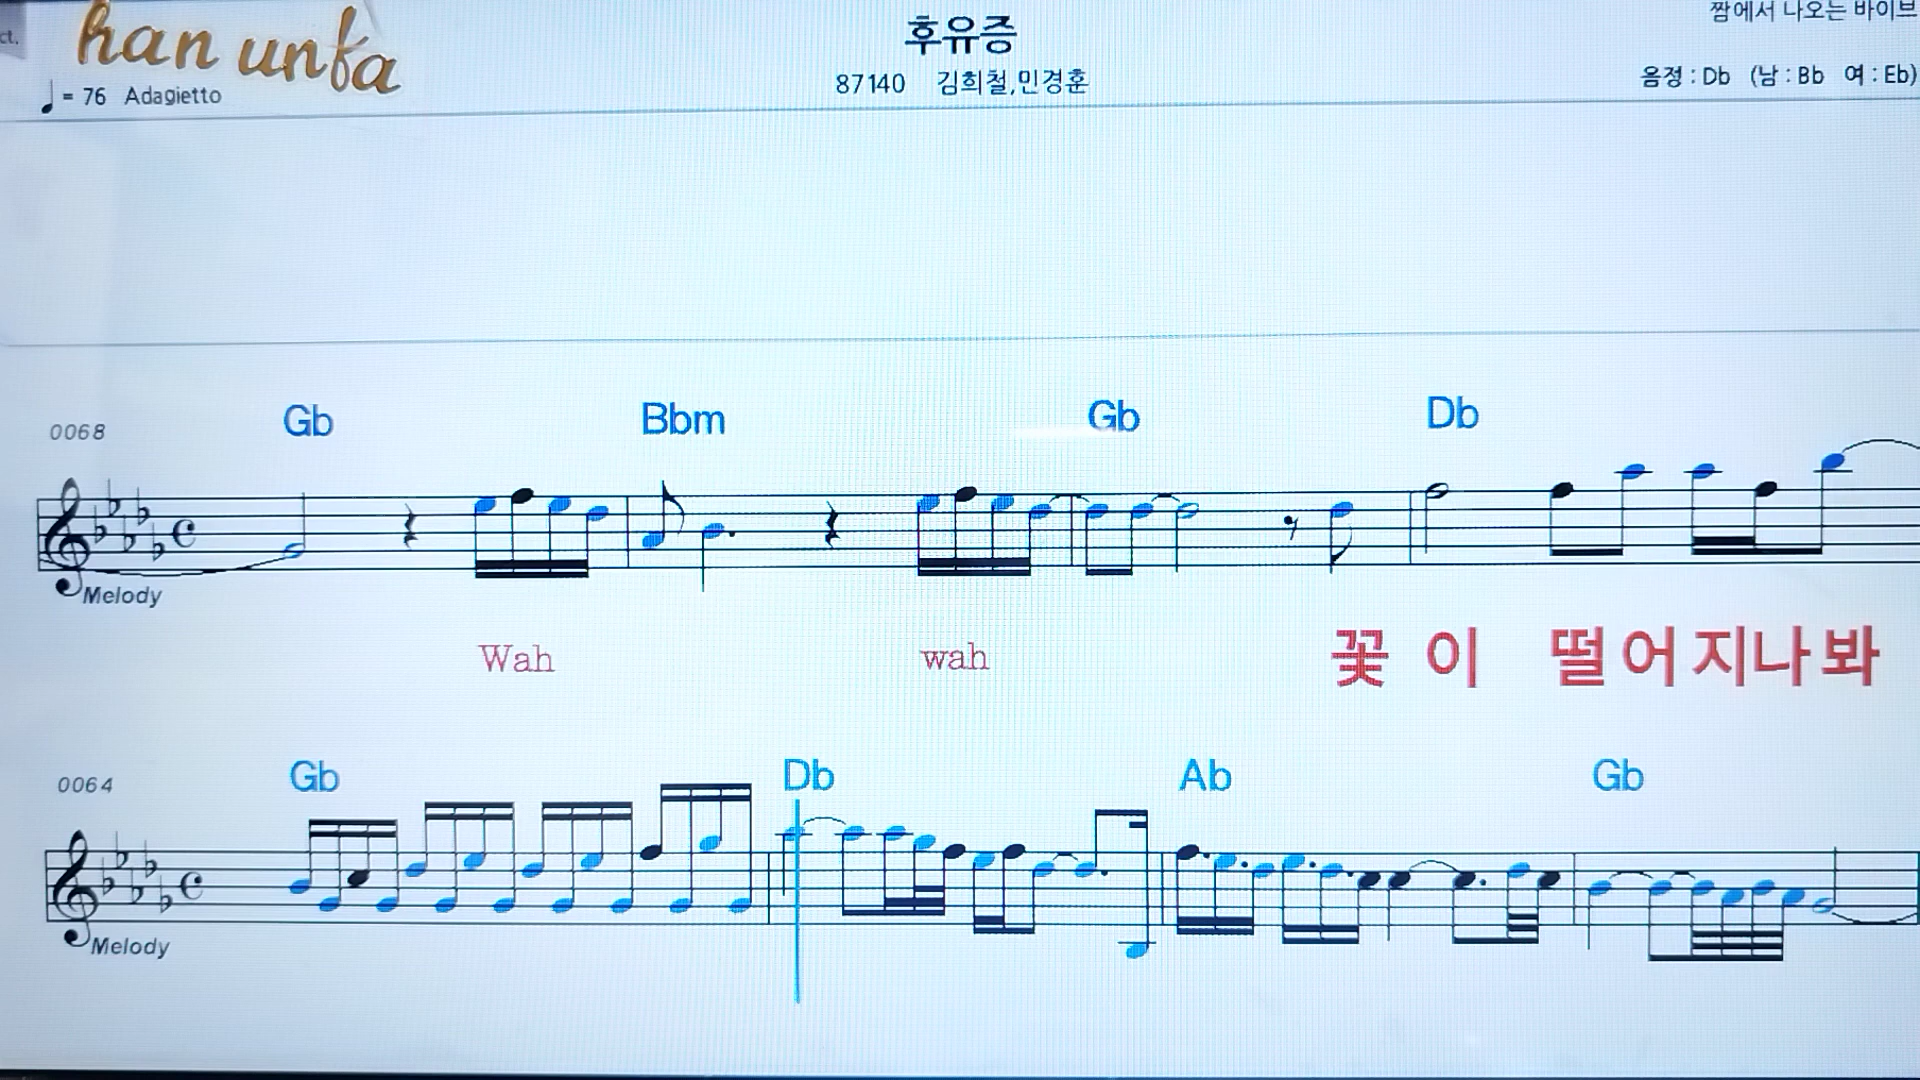 ct,
han unfa
후유증
짬에서 나오는 바이브
♩= 76 Adagietto
87140 김희철,민경훈
음정 : Db (남 : Bb 여 : Eb)
Gb Bbm Gb Db
0068
Melody
Wah wah 꽃 이 떨 어 지 나 봐
Gb Db Ab Gb
0064
Melody